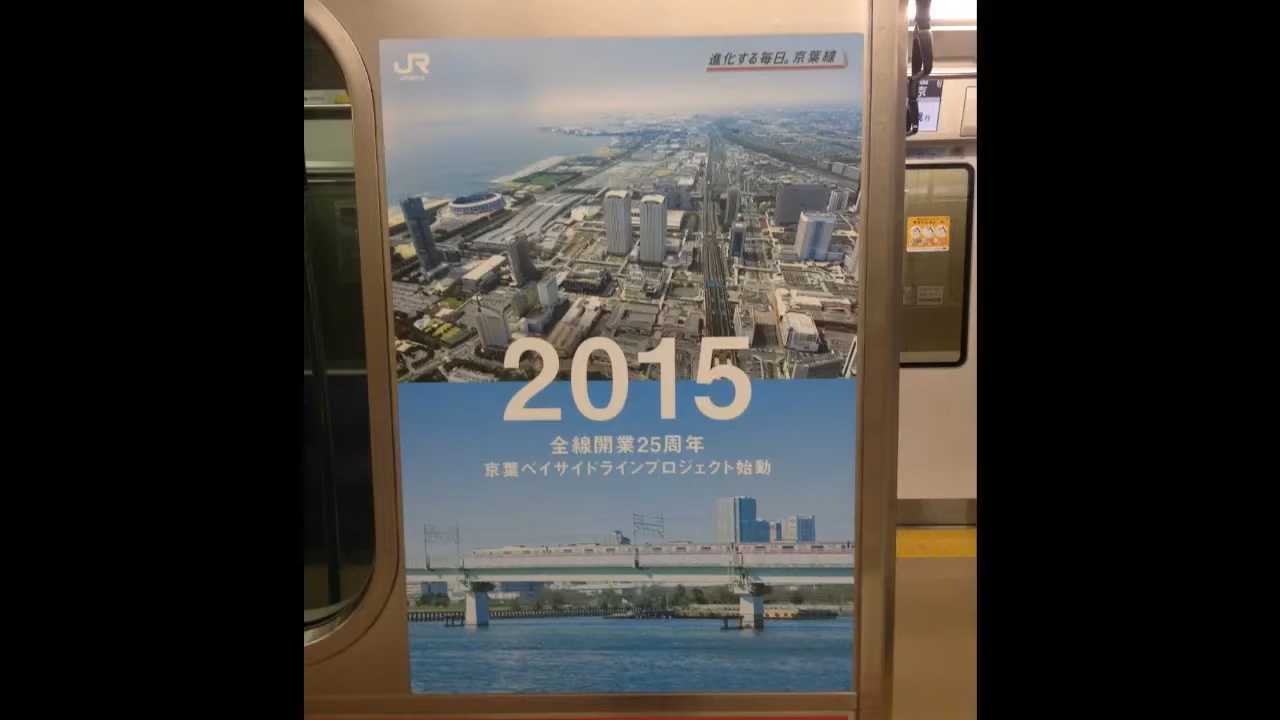 JR
進化する毎日。京葉線
2015
全線開業25周年
京葉ベイサイドラインプロジェクト始動
京